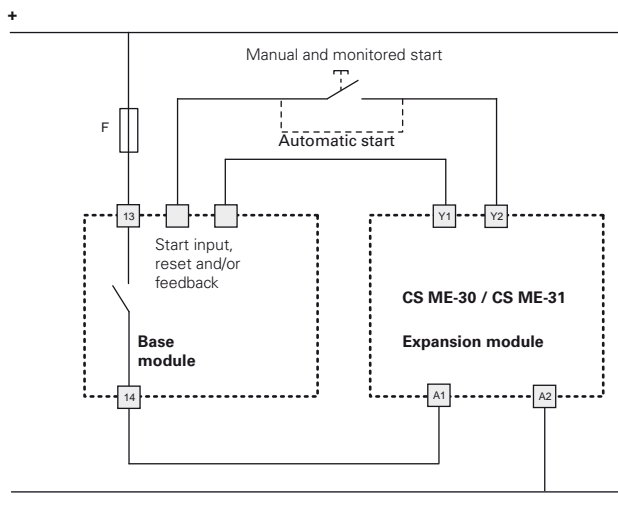 +
Manual and monitored start
F
Automatic start
13
Y1
Y2
Start input,
reset and/or
feedback
CS ME-30 / CS ME-31
Base
module
Expansion module
14
A1
A2